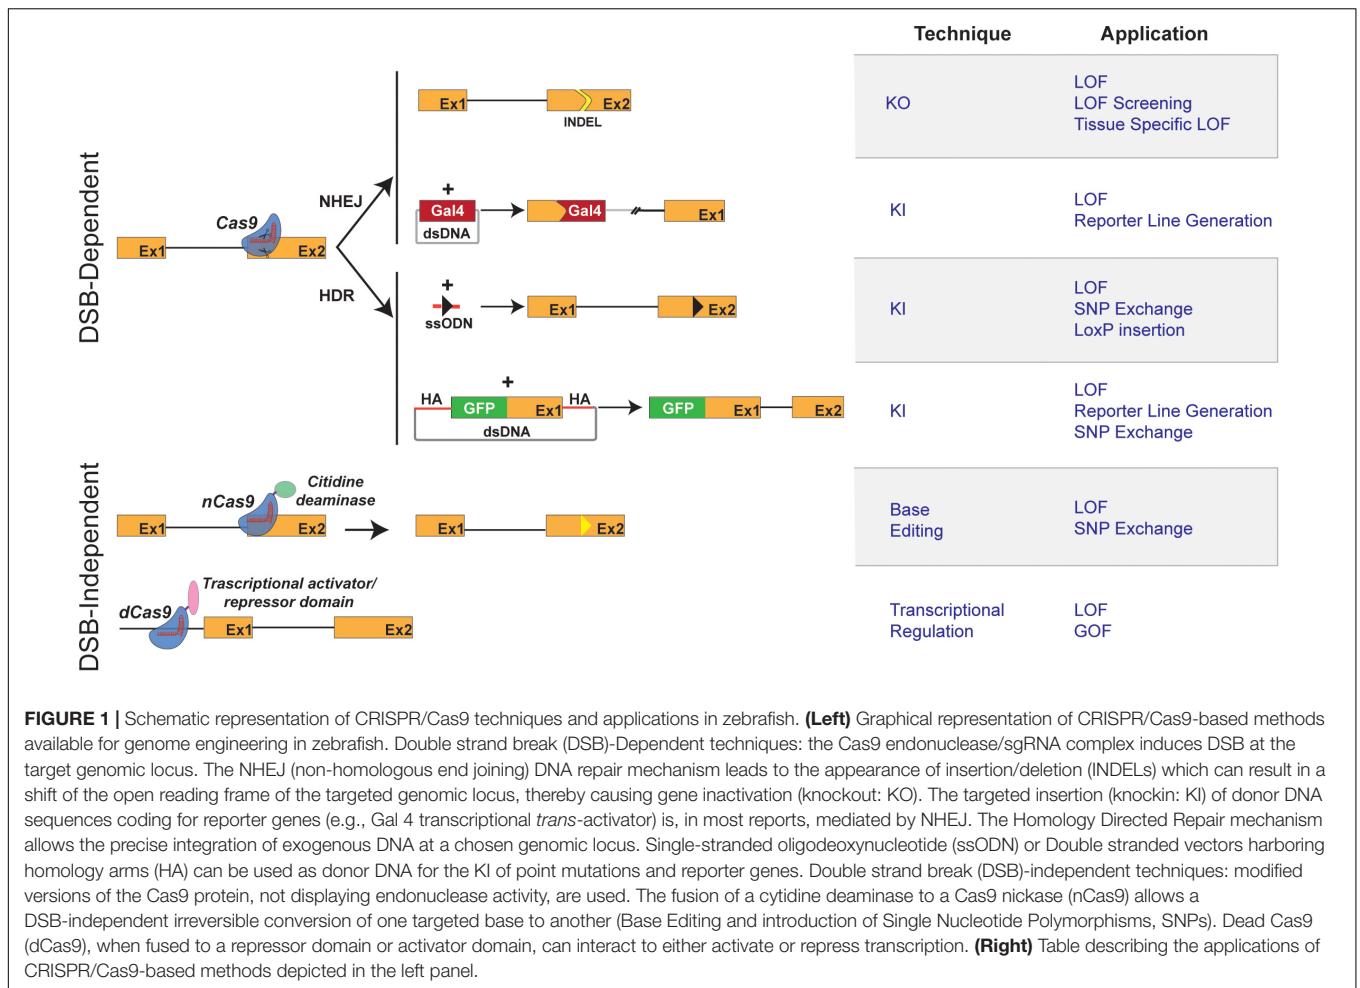 Technique Application
DSB-Dependent
Ex1 Ex2
INDEL
KO
LOF
LOF Screening
Tissue Specific LOF
Cas9
Ex1 Ex2
NHEJ
HDR
+
Gal4
dsDNA
Gal4 Ex1
KI
LOF
Reporter Line Generation
+
ssODN
Ex1 Ex2
KI
LOF
SNP Exchange
LoxP insertion
+
HA GFP Ex1 HA
dsDNA
GFP Ex1 Ex2
KI
LOF
Reporter Line Generation
SNP Exchange
DSB-Independent
nCas9
Citidine
deaminase
Ex1 Ex2
Ex1 Ex2
Base
Editing
LOF
SNP Exchange
dCas9
Trascriptional activator/
repressor domain
Ex1 Ex2
Transcriptional
Regulation
LOF
GOF
FIGURE 1 | Schematic representation of CRISPR/Cas9 techniques and applications in zebrafish. (Left) Graphical representation of CRISPR/Cas9-based methods
available for genome engineering in zebrafish. Double strand break (DSB)-Dependent techniques: the Cas9 endonuclease/sgRNA complex induces DSB at the
target genomic locus. The NHEJ (non-homologous end joining) DNA repair mechanism leads to the appearance of insertion/deletion (INDELs) which can result in a
shift of the open reading frame of the targeted genomic locus, thereby causing gene inactivation (knockout: KO). The targeted insertion (knockin: KI) of donor DNA
sequences coding for reporter genes (e.g., Gal 4 transcriptional trans-activator) is, in most reports, mediated by NHEJ. The Homology Directed Repair mechanism
allows the precise integration of exogenous DNA at a chosen genomic locus. Single-stranded oligodeoxynucleotide (ssODN) or Double stranded vectors harboring
homology arms (HA) can be used as donor DNA for the KI of point mutations and reporter genes. Double strand break (DSB)-independent techniques: modified
versions of the Cas9 protein, not displaying endonuclease activity, are used. The fusion of a cytidine deaminase to a Cas9 nickase (nCas9) allows a
DSB-independent irreversible conversion of one targeted base to another (Base Editing and introduction of Single Nucleotide Polymorphisms, SNPs). Dead Cas9
(dCas9), when fused to a repressor domain or activator domain, can interact to either activate or repress transcription. (Right) Table describing the applications of
CRISPR/Cas9-based methods depicted in the left panel.